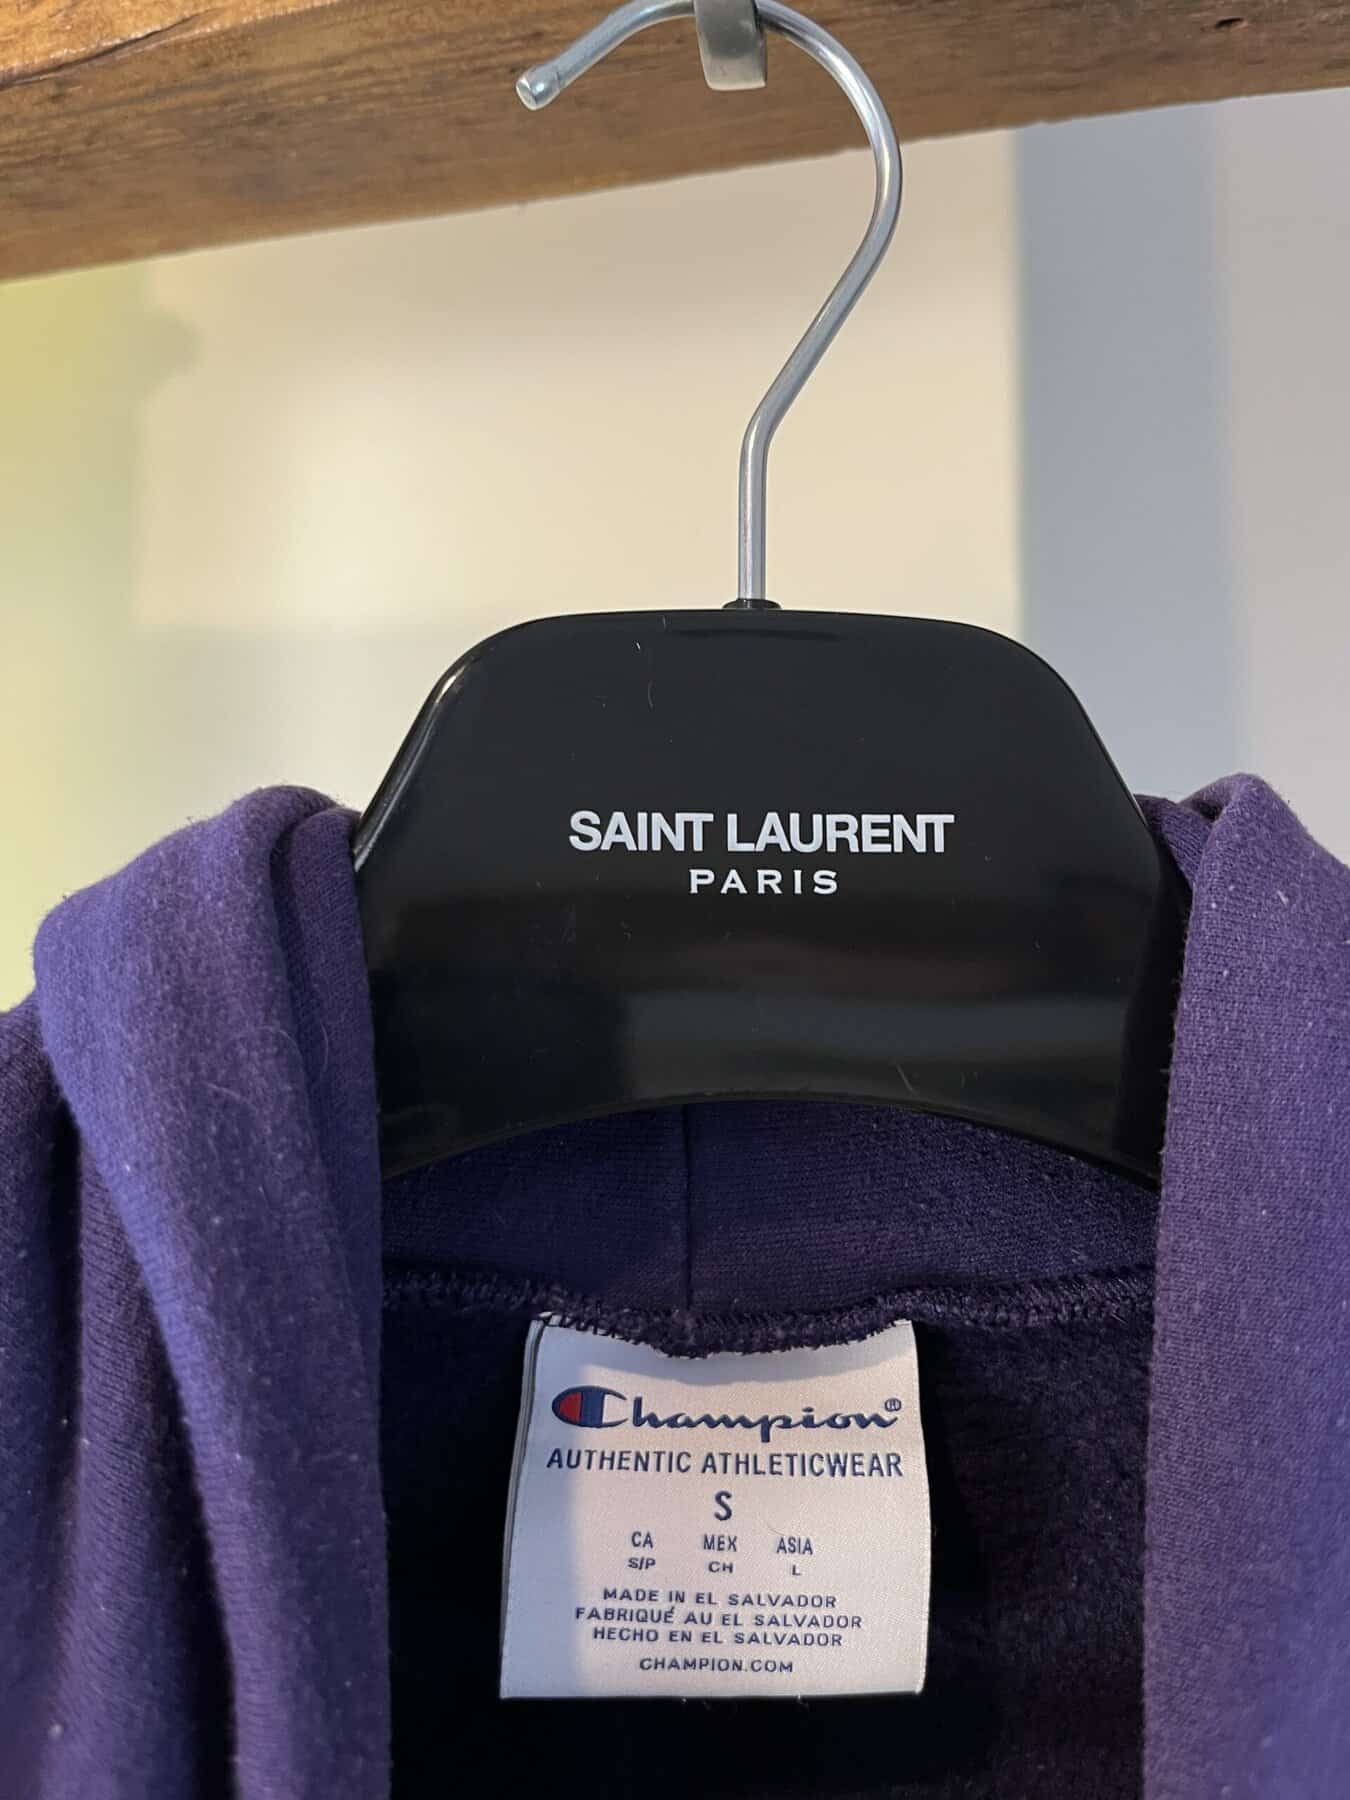 SAINT LAURENT
PARIS
Champion®
AUTHENTIC ATHLETICWEAR
S
CA MEX ASIA
S/P CH L
MADE IN EL SALVADOR
FABRIQUÉ AU EL SALVADOR
HECHO EN EL SALVADOR
CHAMPION.COM